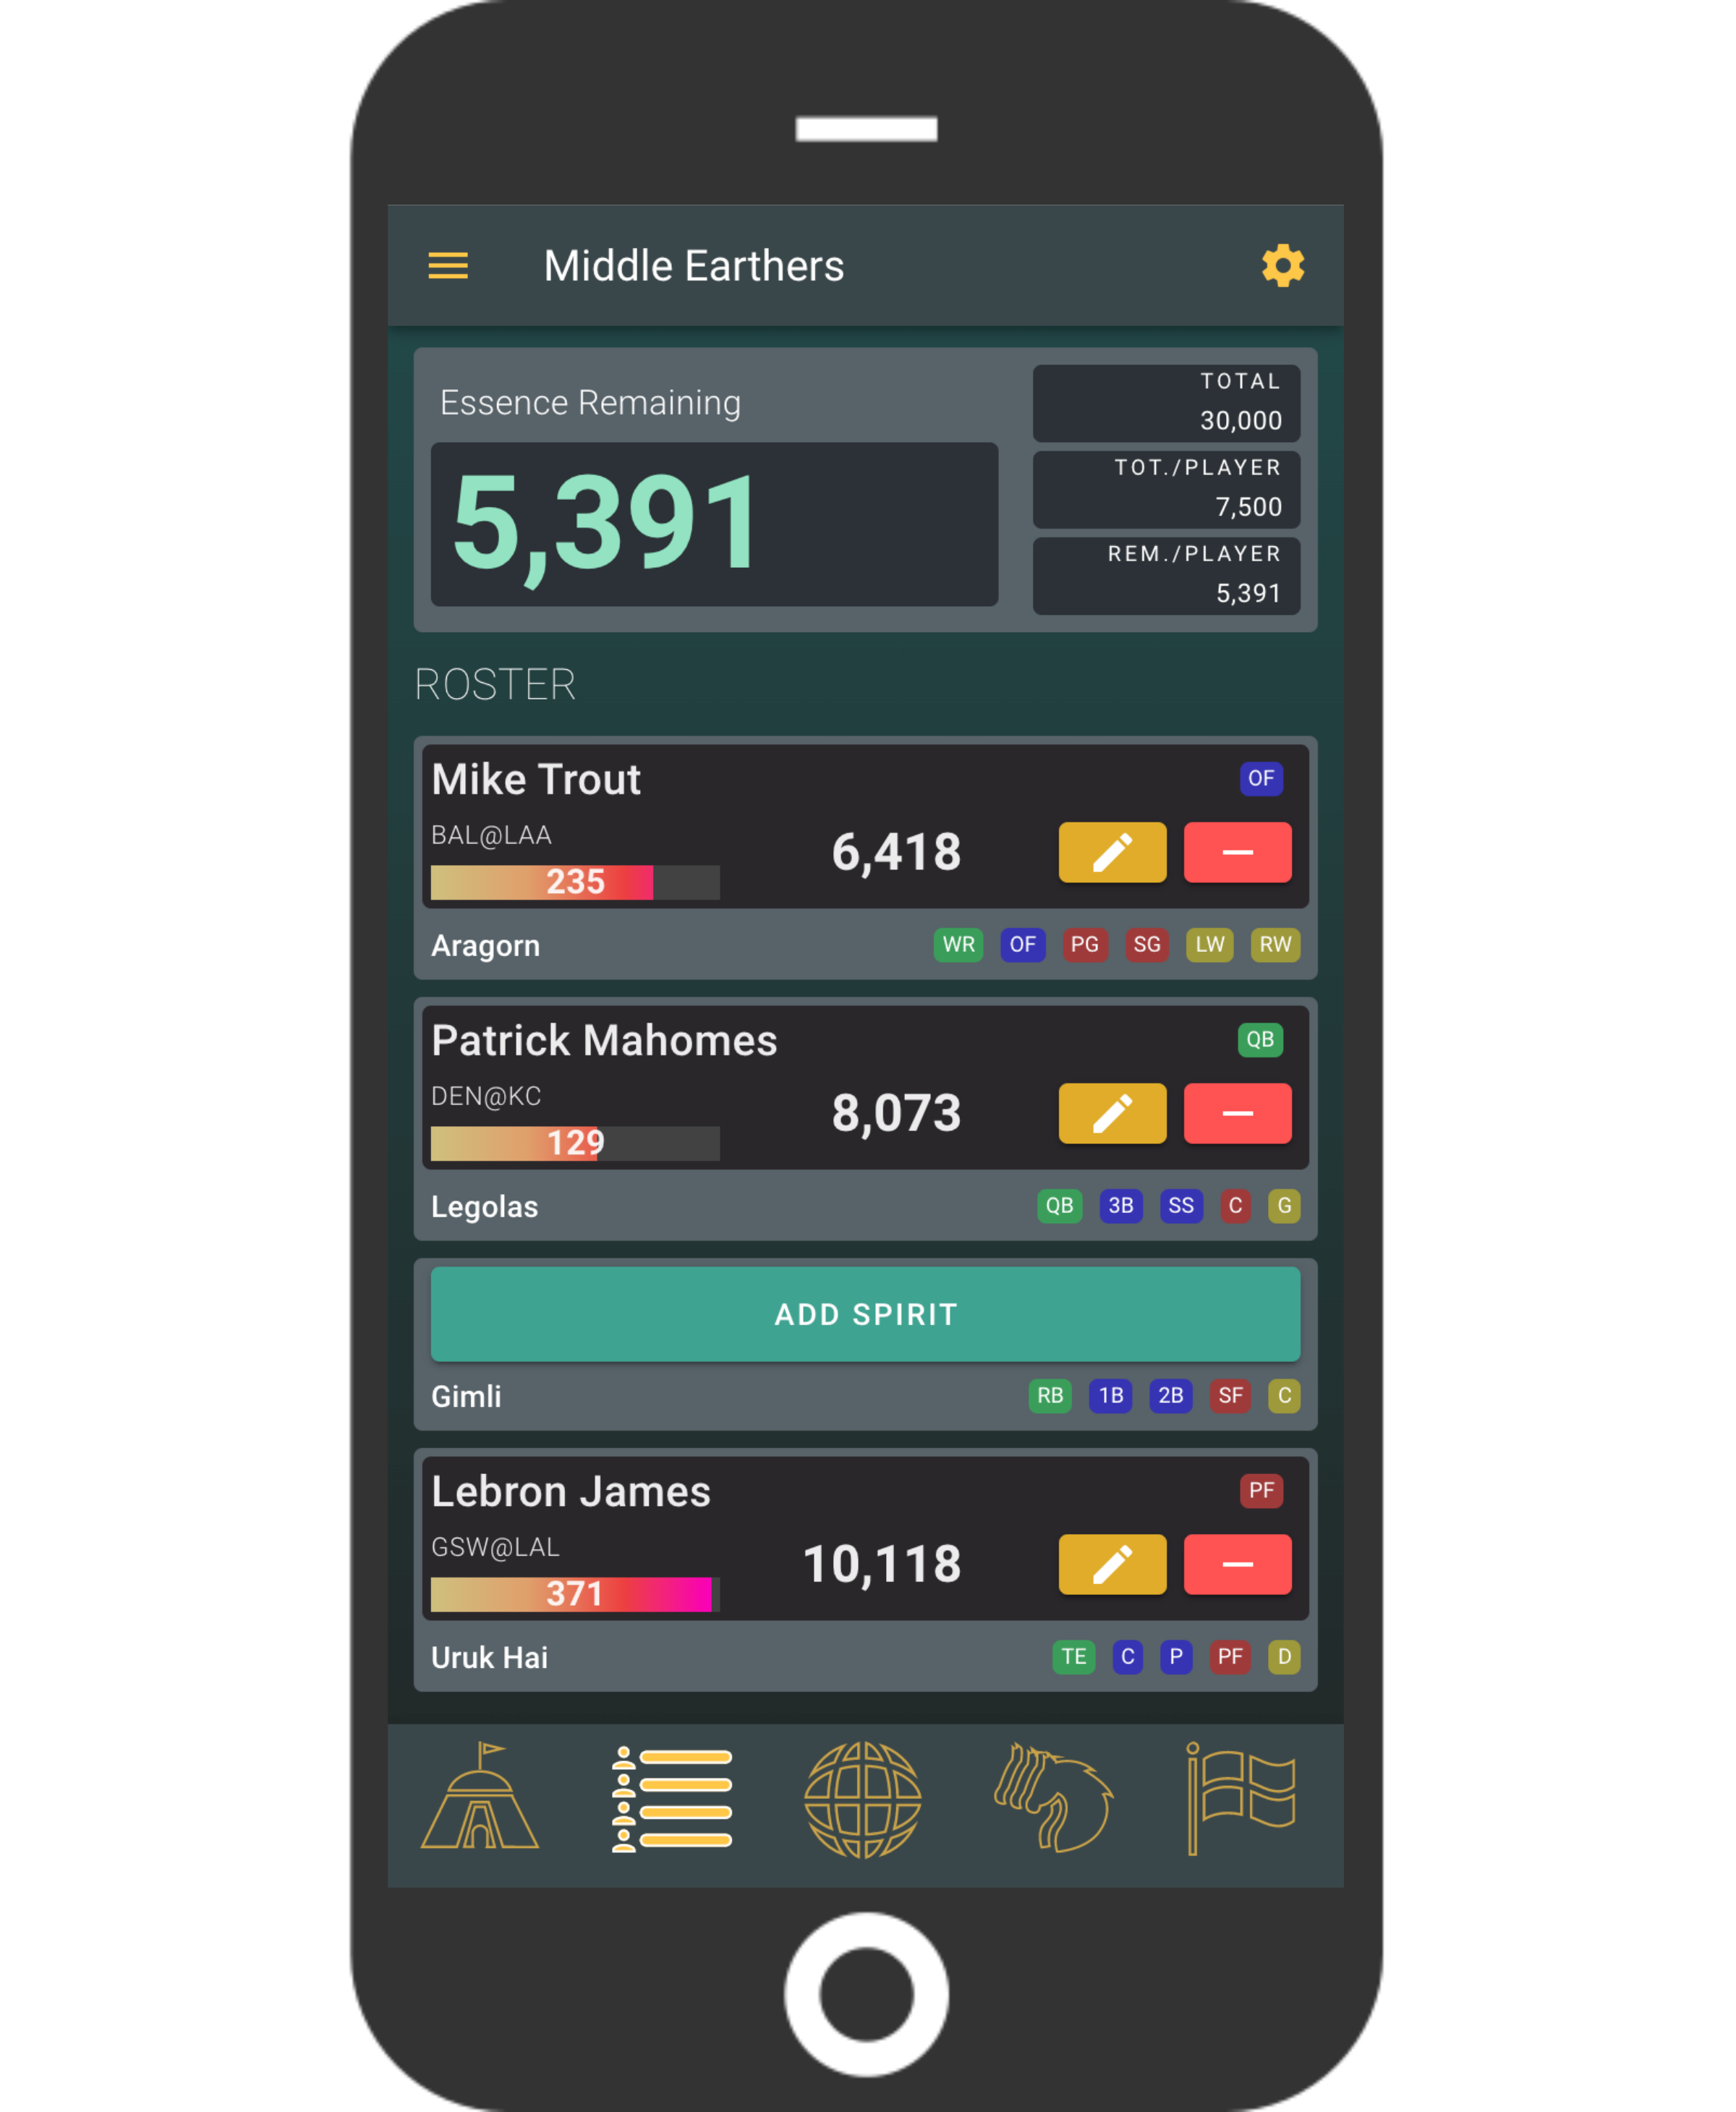 Middle Earthers
Essence Remaining
5,391
TOTAL
30,000
TOT./PLAYER
7,500
REM./PLAYER
5,391
ROSTER
Mike Trout OF
BAL@LAA
235 6,418
Aragorn WR OF PG SG LW RW
Patrick Mahomes QB
DEN@KC
129 8,073
Legolas QB 3B SS C G
ADD SPIRIT
Gimli RB 1B 2B SF C
Lebron James PF
GSW@LAL
371 10,118
Uruk Hai TE C P PF D